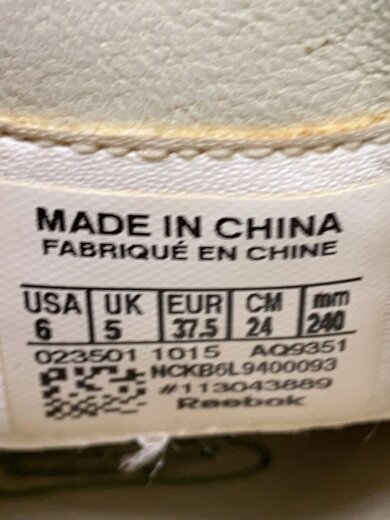 MADE IN CHINA
FABRIQUÉ EN CHINE
USA UK EUR CM mm
6 5 37.5 24 240
023501 1015 AQ9351
NCKB6L9400093
#113043889
Reebok